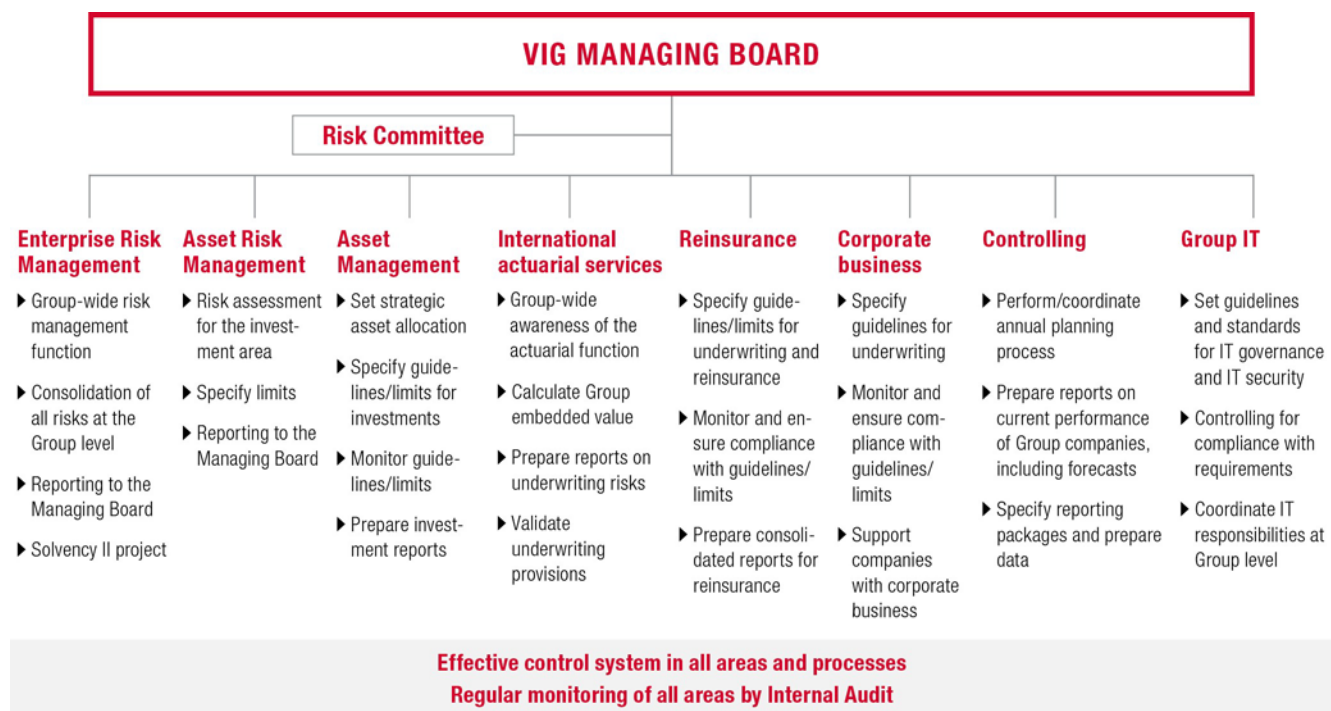 VIG MANAGING BOARD
Risk Committee
Enterprise Risk
Management
▶ Group-wide risk
management
function
▶ Consolidation of
all risks at the
Group level
▶ Reporting to the
Managing Board
▶ Solvency II project
Asset Risk
Management
▶ Risk assessment
for the invest-
ment area
▶ Specify limits
▶ Reporting to the
Managing Board
Asset
Management
▶ Set strategic
asset allocation
▶ Specify guide-
lines/limits for
investments
▶ Monitor guide-
lines/limits
▶ Prepare invest-
ment reports
International
actuarial services
▶ Group-wide
awareness of the
actuarial function
▶ Calculate Group
embedded value
▶ Prepare reports on
underwriting risks
▶ Validate
underwriting
provisions
Reinsurance
▶ Specify guide-
lines/limits for
underwriting and
reinsurance
▶ Monitor and en-
sure compliance
with guidelines/
limits
▶ Prepare consoli-
dated reports for
reinsurance
Corporate
business
▶ Specify
guidelines for
underwriting
▶ Monitor and
ensure com-
pliance with
guidelines/
limits
▶ Support
companies
with corporate
business
Controlling
▶ Perform/coordinate
annual planning
process
▶ Prepare reports on
current performance
of Group companies,
including forecasts
▶ Specify reporting
packages and prepare
data
Group IT
▶ Set guidelines
and standards
for IT governance
and IT security
▶ Controlling for
compliance with
requirements
▶ Coordinate IT
responsibilities at
Group level
Effective control system in all areas and processes
Regular monitoring of all areas by Internal Audit